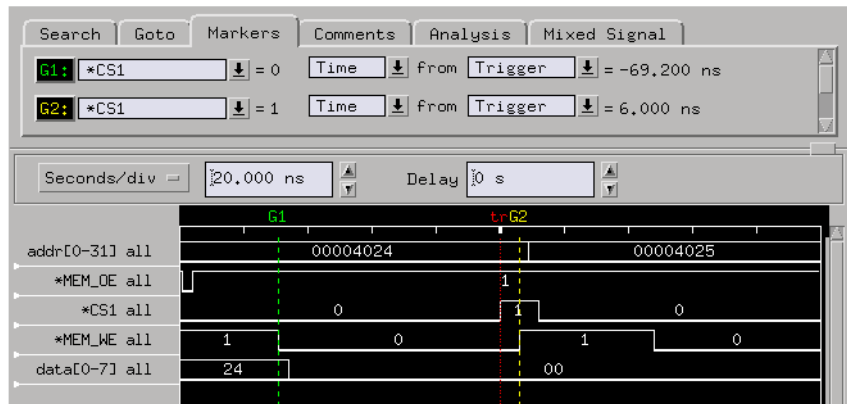 Search Goto Markers Comments Analysis Mixed Signal
G1: *CS1 = 0 Time from Trigger = -69.200 ns
G2: *CS1 = 1 Time from Trigger = 6.000 ns
Seconds/div 20.000 ns Delay 0 s
G1 tr G2
addr[0-31] all 00004024 00004025
*MEM_OE all 1
*CS1 all 0 1 0
*MEM_WE all 1 0 1 0
data[0-7] all 24 00